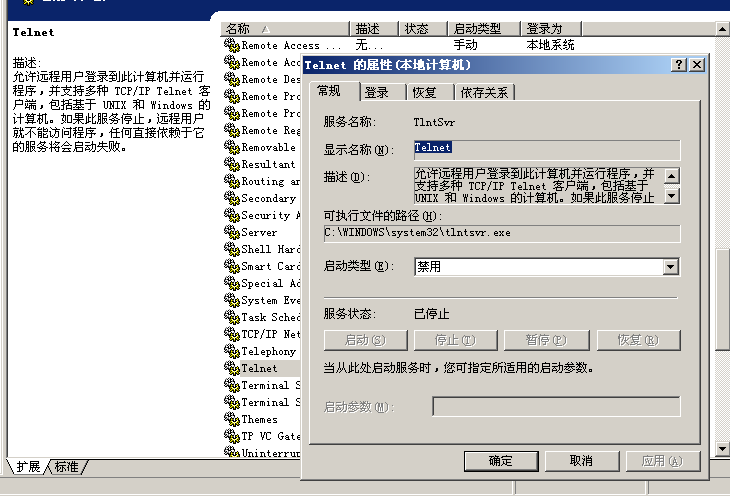 Telnet
描述:
允许远程用户登录到此计算机并运行
程序，并支持多种 TCP/IP Telnet 客
户端，包括基于 UNIX 和 Windows 的
计算机。如果此服务停止，远程用户
就不能访问程序，任何直接依赖于它
的服务将会启动失败。
名称 描述 状态 启动类型 登录为
Remote Access ... 无... 手动 本地系统
Remote Acc
Remote Des
Remote Pro
Remote Pro
Remote Reg
Removable
Resultant
Routing an
Secondary
Security A
Server
Shell Hard
Smart Card
Special Ad
System Eve
Task Sched
TCP/IP Net
Telephony
Telnet
Terminal S
Terminal S
Themes
TP VC Gate
Uninterrup
扩展 标准
Telnet 的属性(本地计算机)
常规 登录 恢复 依存关系
服务名称: TlntSvr
显示名称(N): Telnet
描述(D): 允许远程用户登录到此计算机并运行程序，并
支持多种 TCP/IP Telnet 客户端，包括基于
UNIX 和 Windows 的计算机。如果此服务停止
可执行文件的路径(H):
C:\WINDOWS\system32\tlntsvr.exe
启动类型(E): 禁用
服务状态: 已停止
启动(S) 停止(T) 暂停(P) 恢复(R)
当从此处启动服务时，您可指定所适用的启动参数。
启动参数(M):
确定 取消 应用(A)